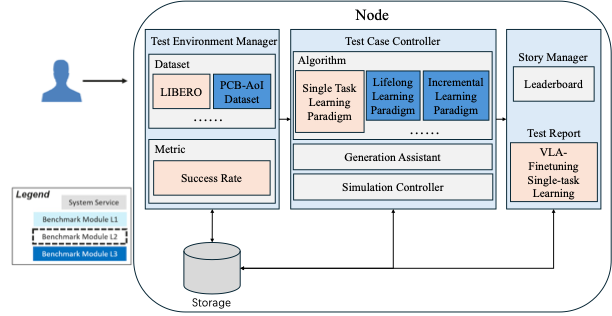 Node
Test Environment Manager
Dataset
LIBERO
PCB-AoI
Dataset
......
Metric
Success Rate
Test Case Controller
Algorithm
Single Task
Learning
Paradigm
Lifelong
Learning
Paradigm
Incremental
Learning
Paradigm
......
Generation Assistant
Simulation Controller
Story Manager
Leaderboard
Test Report
VLA-
Finetuning
Single-task
Learning
Legend
System Service
Benchmark Module L1
Benchmark Module L2
Benchmark Module L3
Storage